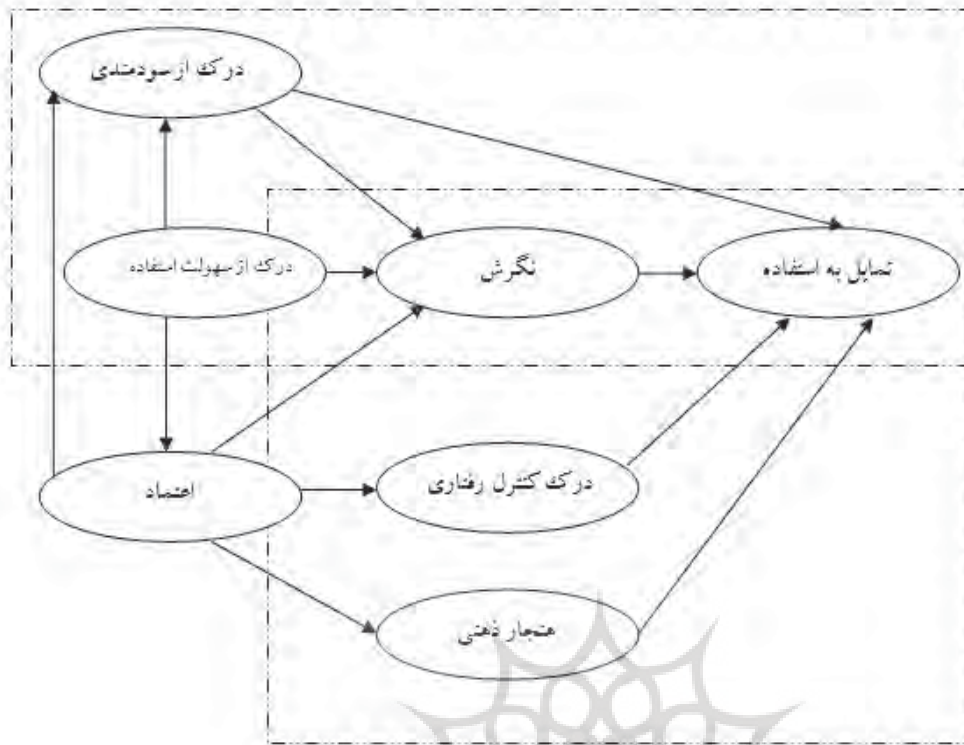 درک از سودمندی
درک از سهولت استفاده
نگرش
تمایل به استفاده
اعتماد
درک کنترل رفتاری
هنجار ذهنی